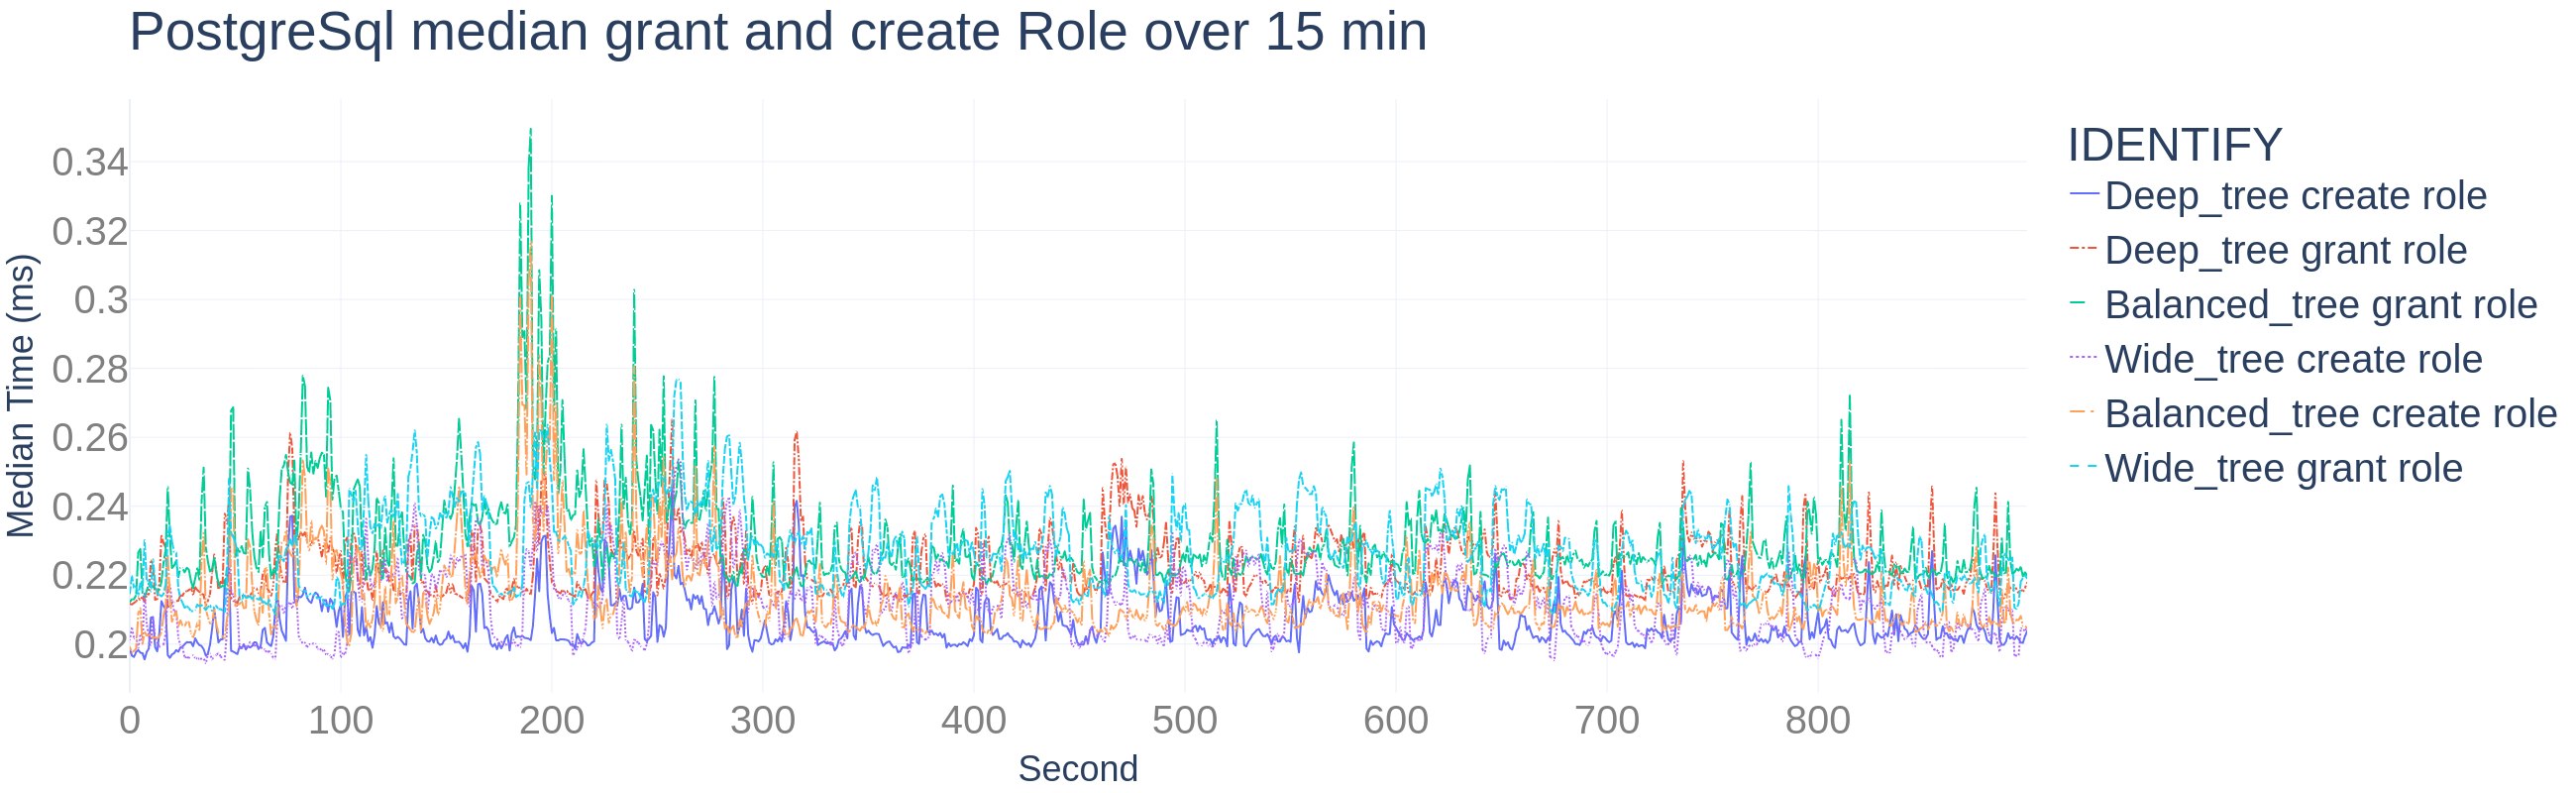 PostgreSql median grant and create Role over 15 min
0.34
0.32
0.3
0.28
0.26
0.24
0.22
0.2
Median Time (ms)
0 100 200 300 400 500 600 700 800
Second
IDENTIFY
Deep_tree create role
Deep_tree grant role
Balanced_tree grant role
Wide_tree create role
Balanced_tree create role
Wide_tree grant role